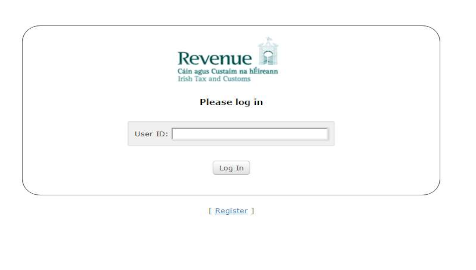 Revenue
Cáin agus Custaim na hÉireann
Irish Tax and Customs
Please log in
User ID:
Log In
[ Register ]